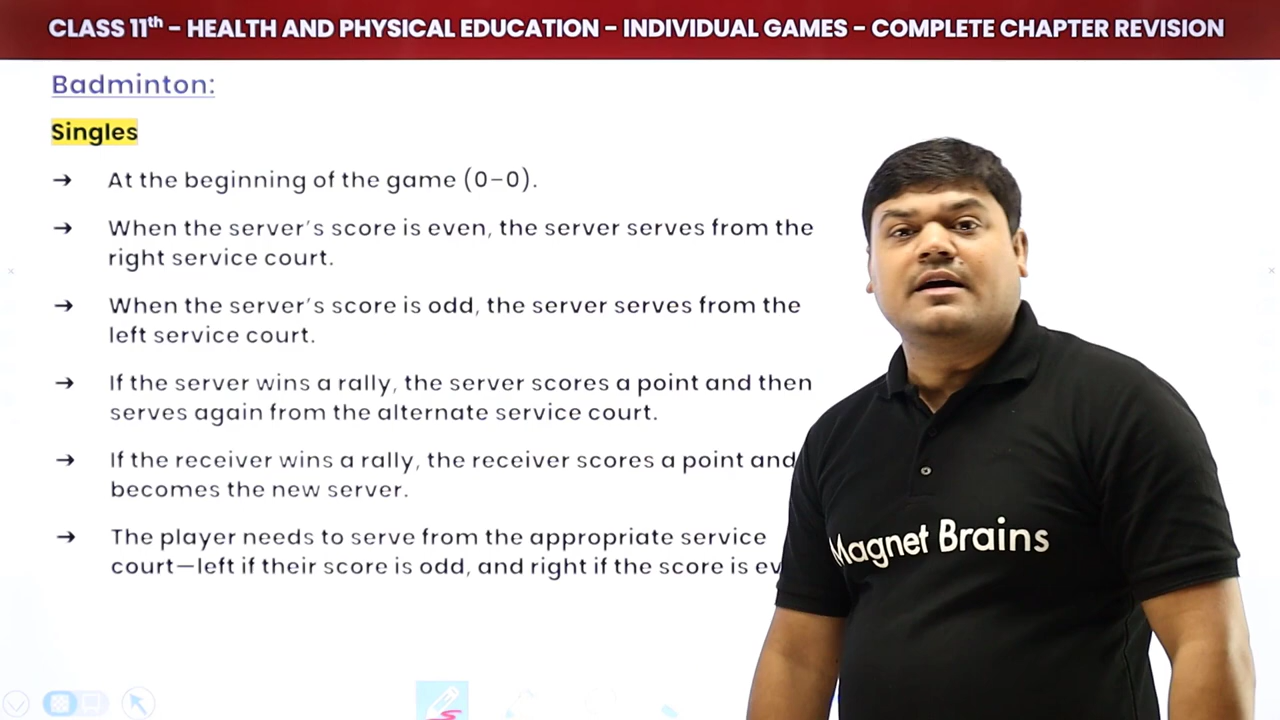 CLASS 11th - HEALTH AND PHYSICAL EDUCATION - INDIVIDUAL GAMES - COMPLETE CHAPTER REVISION
Badminton:
Singles
→ At the beginning of the game (0-0).
→ When the server's score is even, the server serves from the
right service court.
→ When the server's score is odd, the server serves from the
left service court.
→ If the server wins a rally, the server scores a point and then
serves again from the alternate service court.
→ If the receiver wins a rally, the receiver scores a point and
becomes the new server.
→ The player needs to serve from the appropriate service
court—left if their score is odd, and right if the score is
Magnet Brains